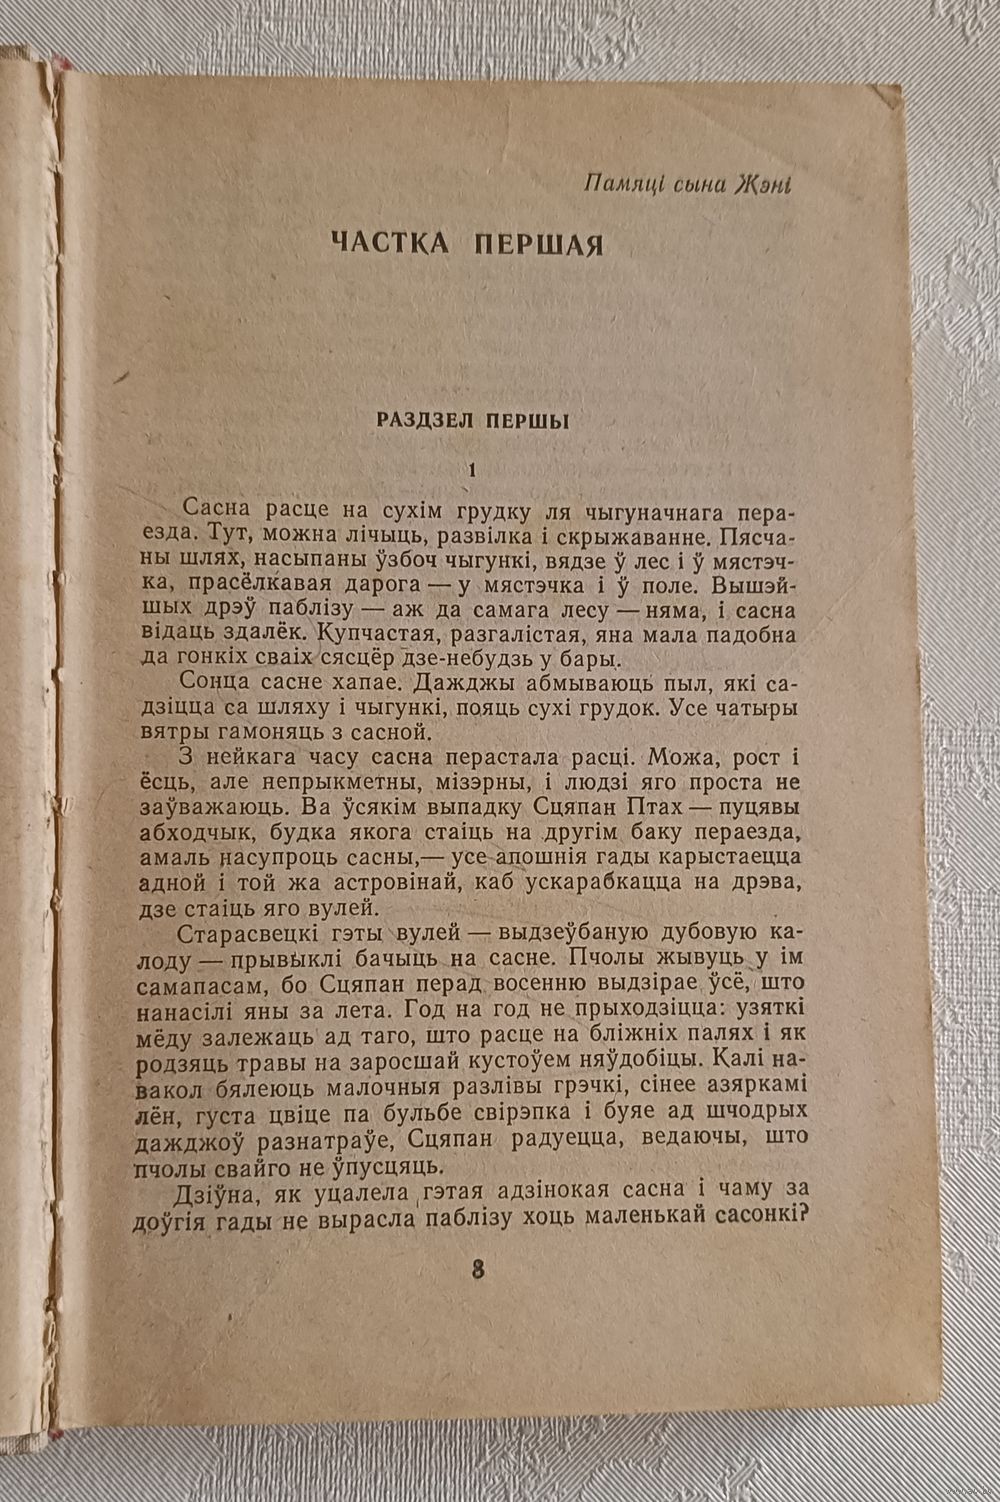 Памяці сына Жэні
ЧАСТКА ПЕРШАЯ
РАЗДЗЕЛ ПЕРШЫ
1
Сасна расце на сухім грудку ля чыгуначнага пера-
езда. Тут, можна лічыць, развілка і скрыжаванне. Пясча-
ны шлях, насыпаны ўзбоч чыгункі, вядзе ў лес і ў мястэч-
ка, прасёлкавая дарога — у мястэчка і ў поле. Вышэй-
шых дрэў паблізу — аж да самага лесу — няма, і сасна
відаць здалёк. Купчастая, разгалістая, яна мала падобна
да гонкіх сваіх сясцёр дзе-небудзь у бары.
Сонца сасне хапае. Дажджы абмываюць пыл, які са-
дзіцца са шляху і чыгункі, пояць сухі грудок. Усе чатыры
вятры гамоняць з сасной.
З нейкага часу сасна перастала расці. Можа, рост і
ёсць, але непрыкметны, мізэрны, і людзі яго проста не
заўважаюць. Ва ўсякім выпадку Сцяпан Птах — пуцявы
абходчык, будка якога стаіць на другім баку пераезда,
амаль насупроць сасны,— усе апошнія гады карыстаецца
адной і той жа астровінай, каб ускарабкацца на дрэва,
дзе стаіць яго вулей.
Старасвецкі гэты вулей — выдзеўбаную дубовую ка-
лоду — прывыклі бачыць на сасне. Пчолы жывуць у ім
самапасам, бо Сцяпан перад восенню выдзірае ўсё, што
нанасілі яны за лета. Год на год не прыходзіцца: узяткі
мёду залежаць ад таго, што расце на бліжніх палях і як
родзяць травы на заросшай кустоўем няўдобіцы. Калі на-
вакол бялеюць малочныя разлівы грэчкі, сінее азяркамі
лён, густа цвіце па бульбе свірэпка і буяе ад шчодрых
дажджоў разнатраўе, Сцяпан радуецца, ведаючы, што
пчолы свайго не ўпусцяць.
Дзіўна, як уцалела гэтая адзінокая сасна і чаму за
доўгія гады не вырасла паблізу хоць маленькай сасонкі?
8